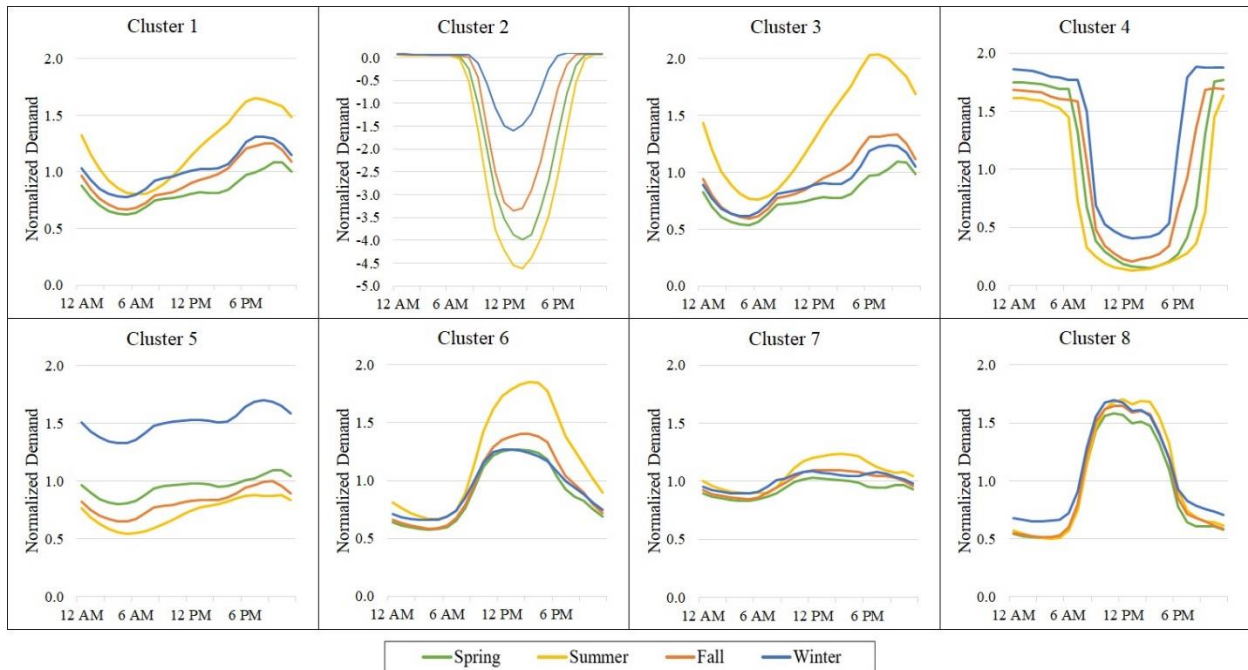 Cluster 1
Normalized Demand
2.0
1.5
1.0
0.5
0.0
12 AM 6 AM 12 PM 6 PM
Cluster 2
Normalized Demand
0.0
-0.5
-1.0
-1.5
-2.0
-2.5
-3.0
-3.5
-4.0
-4.5
-5.0
12 AM 6 AM 12 PM 6 PM
Cluster 3
Normalized Demand
2.0
1.5
1.0
0.5
0.0
12 AM 6 AM 12 PM 6 PM
Cluster 4
Normalized Demand
2.0
1.5
1.0
0.5
0.0
12 AM 6 AM 12 PM 6 PM
Cluster 5
Normalized Demand
2.0
1.5
1.0
0.5
0.0
12 AM 6 AM 12 PM 6 PM
Cluster 6
Normalized Demand
2.0
1.5
1.0
0.5
0.0
12 AM 6 AM 12 PM 6 PM
Cluster 7
Normalized Demand
2.0
1.5
1.0
0.5
0.0
12 AM 6 AM 12 PM 6 PM
Cluster 8
Normalized Demand
2.0
1.5
1.0
0.5
0.0
12 AM 6 AM 12 PM 6 PM
Spring Summer Fall Winter